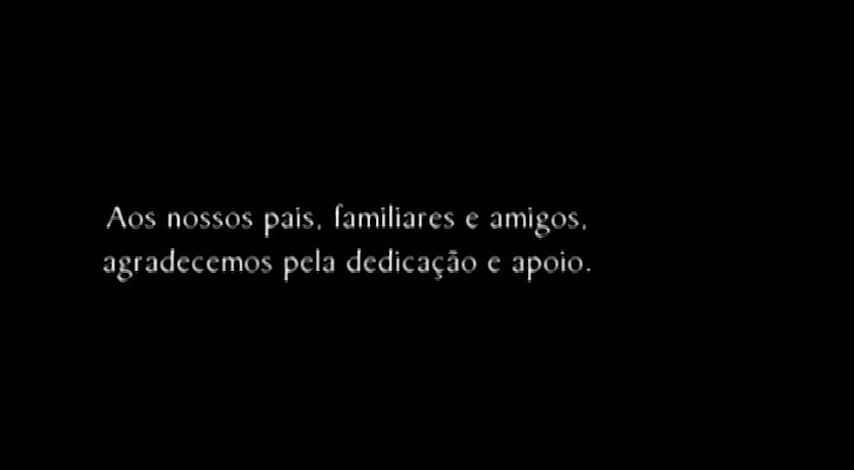 Aos nossos pais, familiares e amigos,
agradecemos pela dedicação e apoio.